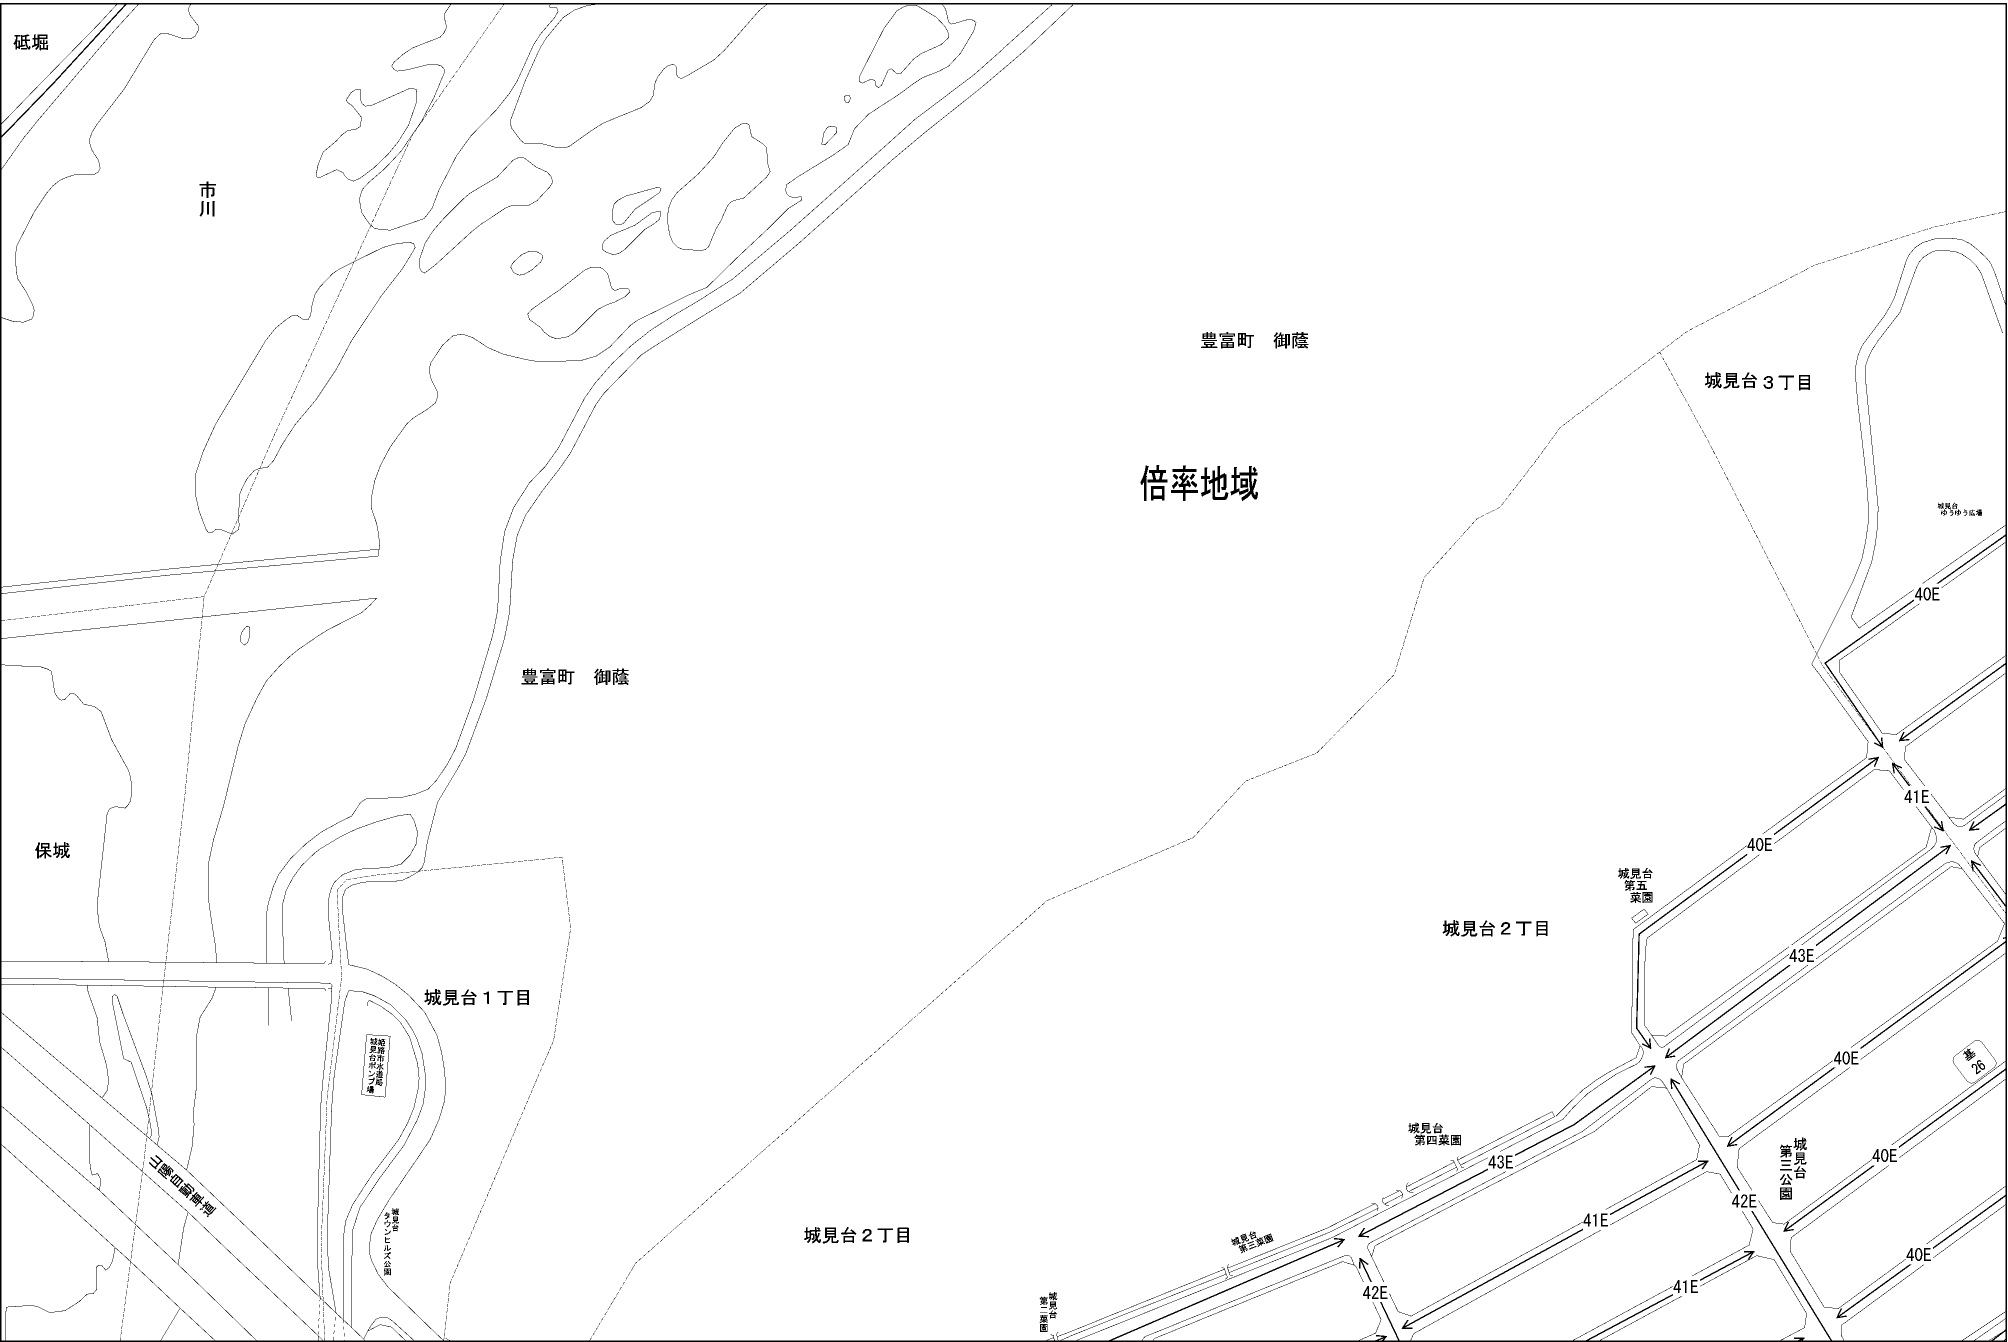 砥堀
市川
豊富町　御蔭
城見台３丁目
倍率地域
城見台
ゆうゆう広場
40E
豊富町　御蔭
41E
40E
保城
城見台
第五
菜園
城見台２丁目
43E
城見台１丁目
姫路市水道局
城見台ポンプ場
40E
基
26
城見台
第四菜園
43E
城見台
第三公園
40E
山陽自動車道
42E
41E
城見台
タウンヒルズ公園
城見台２丁目
城見台
第三菜園
40E
41E
42E
城見台
第二菜園